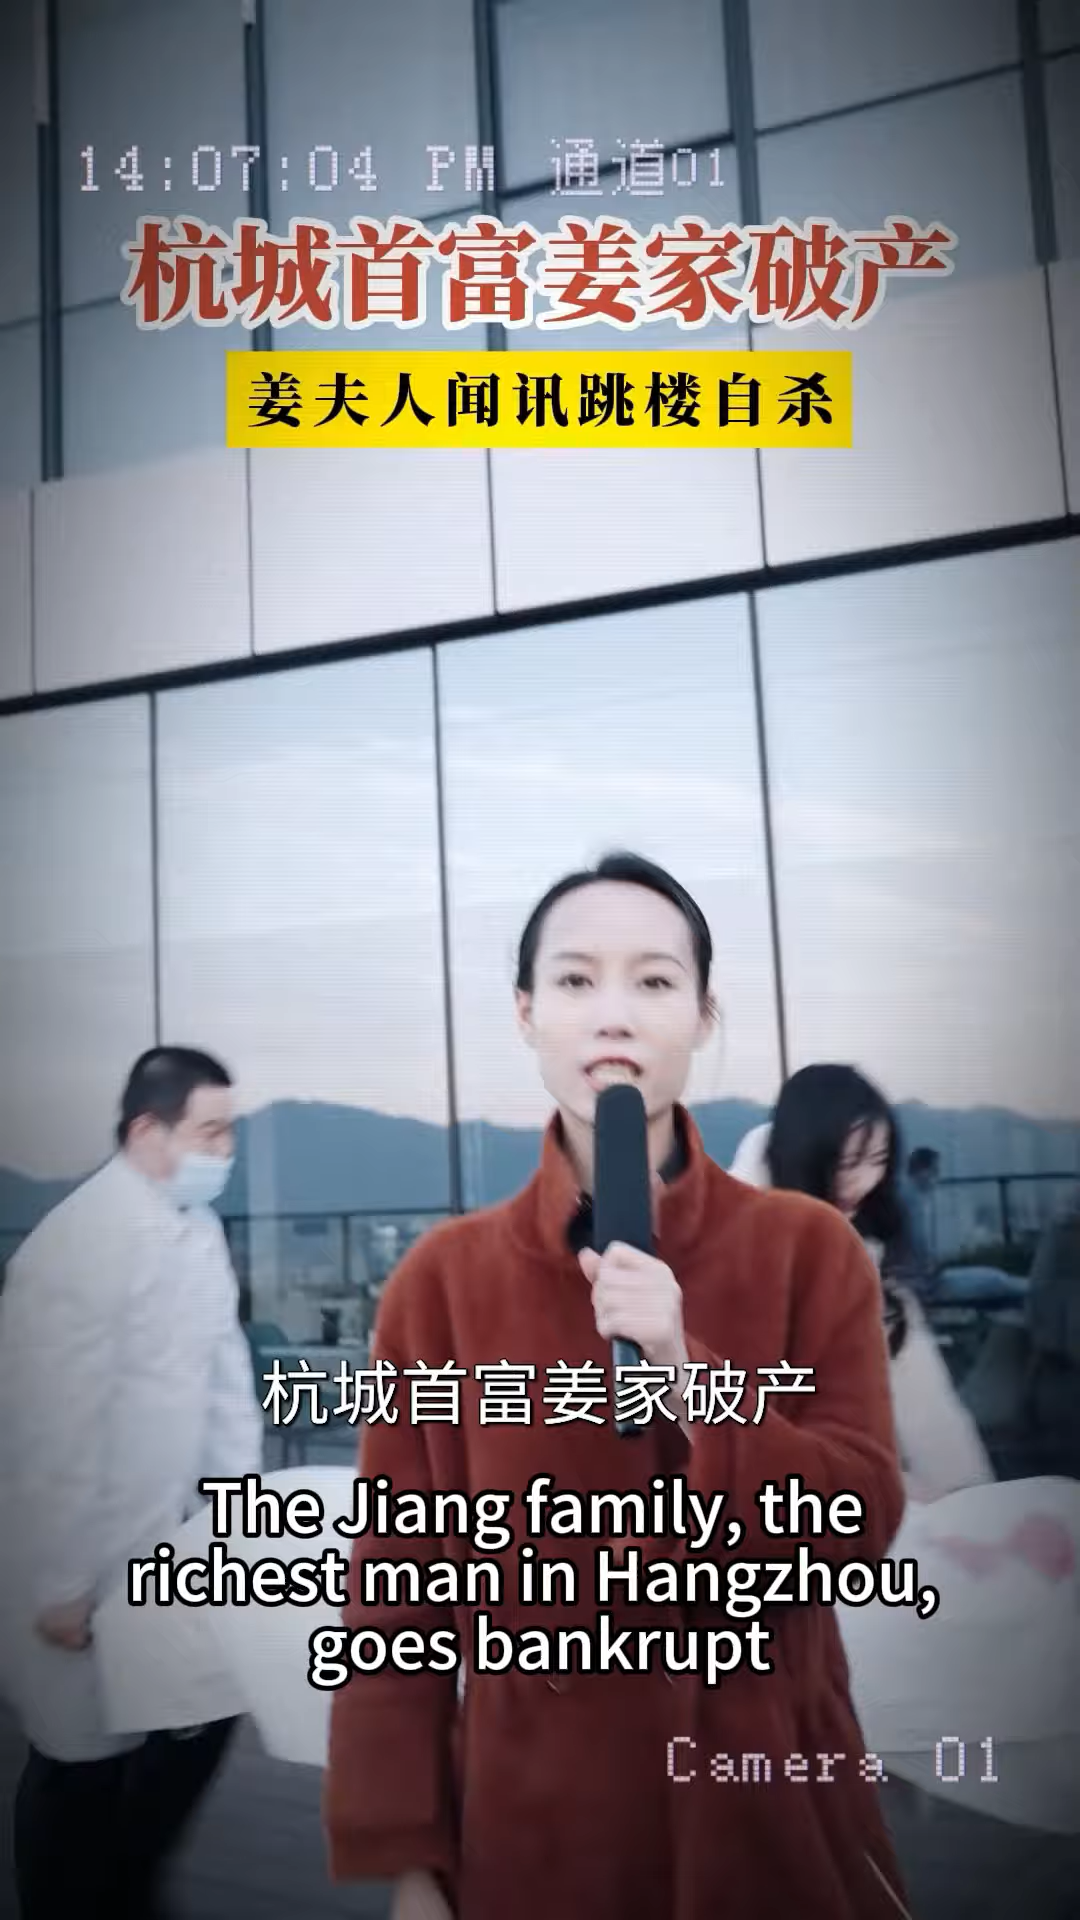 14:07:04 PM 通道01
杭城首富姜家破产
姜夫人闻讯跳楼自杀
杭城首富姜家破产
The Jiang family, the
richest man in Hangzhou,
goes bankrupt
Camera 01